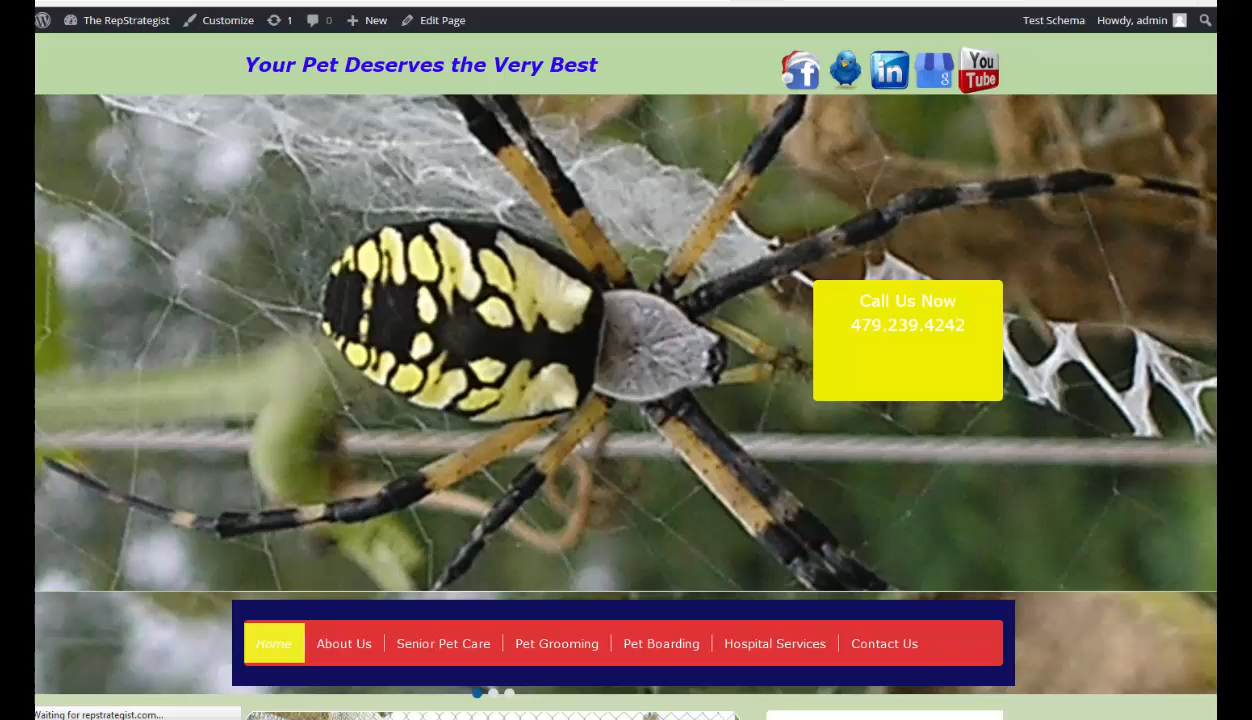 The RepStrategist Customize 1 0 New Edit Page Test Schema Howdy, admin
Your Pet Deserves the Very Best
f in g You Tube
Call Us Now
479.239.4242
Home About Us Senior Pet Care Pet Grooming Pet Boarding Hospital Services Contact Us
Waiting for repstrategist.com...